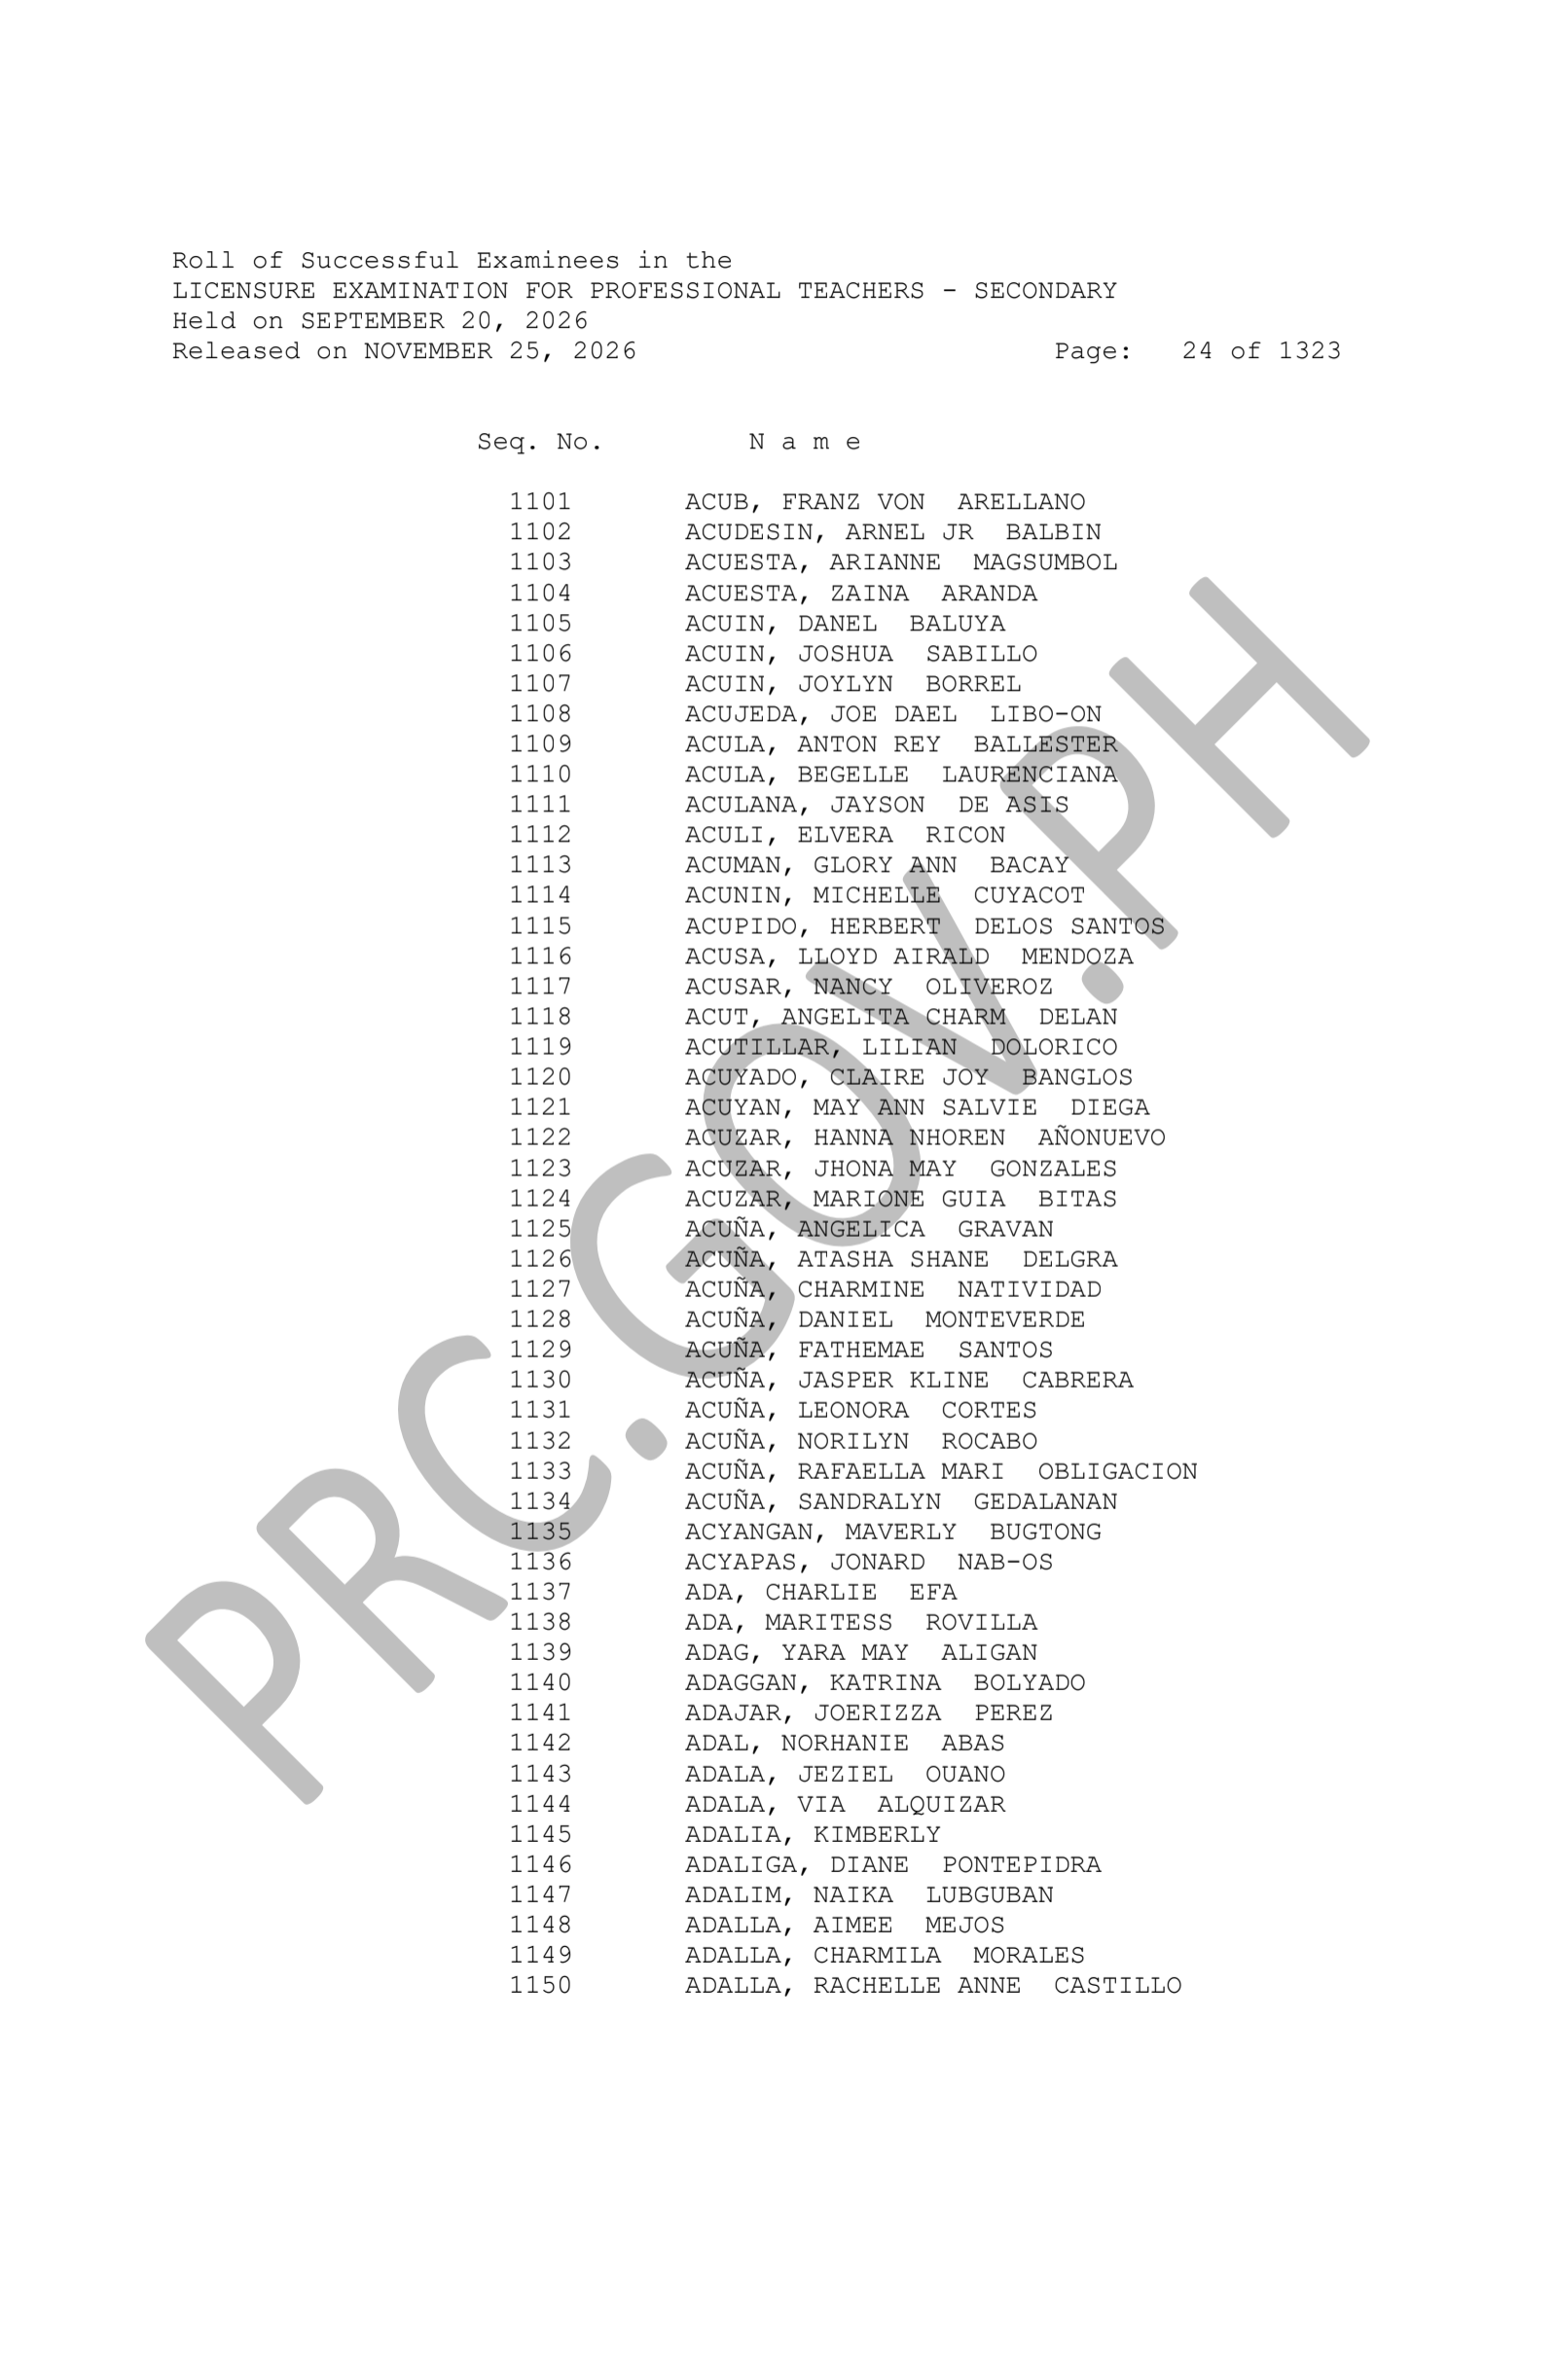 Roll of Successful Examinees in the
LICENSURE EXAMINATION FOR PROFESSIONAL TEACHERS - SECONDARY
Held on SEPTEMBER 20, 2026
Released on NOVEMBER 25, 2026 Page: 24 of 1323
Seq. No. N a m e
1101 ACUB, FRANZ VON ARELLANO
1102 ACUDESIN, ARNEL JR BALBIN
1103 ACUESTA, ARIANNE MAGSUMBOL
1104 ACUESTA, ZAINA ARANDA
1105 ACUIN, DANEL BALUYA
1106 ACUIN, JOSHUA SABILLO
1107 ACUIN, JOYLYN BORREL
1108 ACUJEDA, JOE DAEL LIBO-ON
1109 ACULA, ANTON REY BALLESTER
1110 ACULA, BEGELLE LAURENCIANA
1111 ACULANA, JAYSON DE ASIS
1112 ACULI, ELVERA RICON
1113 ACUMAN, GLORY ANN BACAY
1114 ACUNIN, MICHELLE CUYACOT
1115 ACUPIDO, HERBERT DELOS SANTOS
1116 ACUSA, LLOYD AIRALD MENDOZA
1117 ACUSAR, NANCY OLIVEROZ
1118 ACUT, ANGELITA CHARM DELAN
1119 ACUTILLAR, LILIAN DOLORICO
1120 ACUYADO, CLAIRE JOY BANGLOS
1121 ACUYAN, MAY ANN SALVIE DIEGA
1122 ACUZAR, HANNA NHOREN AÑONUEVO
1123 ACUZAR, JHONA MAY GONZALES
1124 ACUZAR, MARIONE GUIA BITAS
1125 ACUÑA, ANGELICA GRAVAN
1126 ACUÑA, ATASHA SHANE DELGRA
1127 ACUÑA, CHARMINE NATIVIDAD
1128 ACUÑA, DANIEL MONTEVERDE
1129 ACUÑA, FATHEMAE SANTOS
1130 ACUÑA, JASPER KLINE CABRERA
1131 ACUÑA, LEONORA CORTES
1132 ACUÑA, NORILYN ROCABO
1133 ACUÑA, RAFAELLA MARI OBLIGACION
1134 ACUÑA, SANDRALYN GEDALANAN
1135 ACYANGAN, MAVERLY BUGTONG
1136 ACYAPAS, JONARD NAB-OS
1137 ADA, CHARLIE EFA
1138 ADA, MARITESS ROVILLA
1139 ADAG, YARA MAY ALIGAN
1140 ADAGGAN, KATRINA BOLYADO
1141 ADAJAR, JOERIZZA PEREZ
1142 ADAL, NORHANIE ABAS
1143 ADALA, JEZIEL OUANO
1144 ADALA, VIA ALQUIZAR
1145 ADALIA, KIMBERLY
1146 ADALIGA, DIANE PONTEPIDRA
1147 ADALIM, NAIKA LUBGUBAN
1148 ADALLA, AIMEE MEJOS
1149 ADALLA, CHARMILA MORALES
1150 ADALLA, RACHELLE ANNE CASTILLO
PRC.GOV.PH